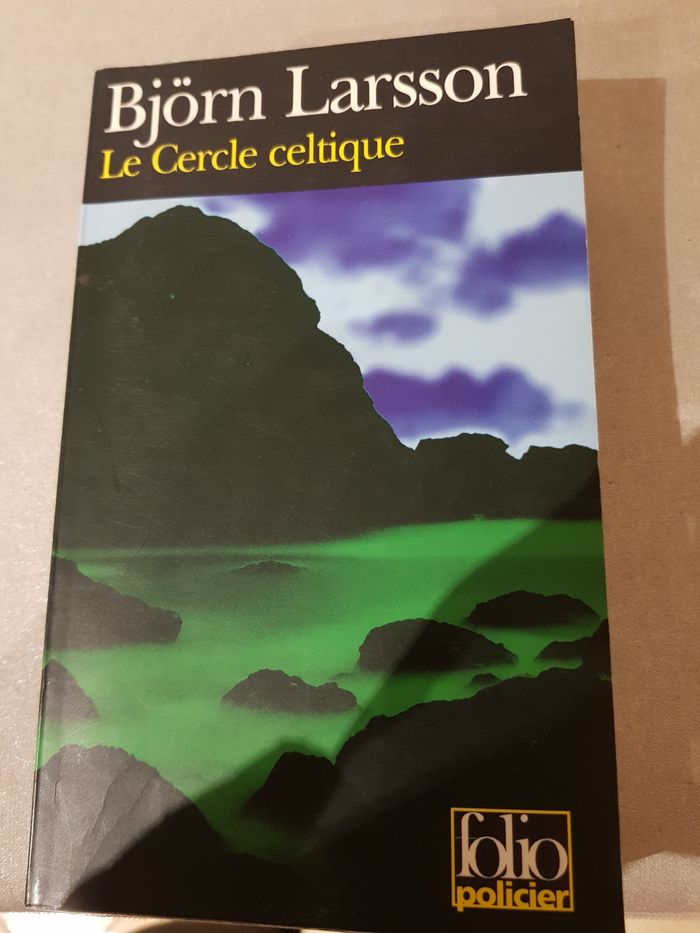 Björn Larsson
Le Cercle celtique
folio
policier